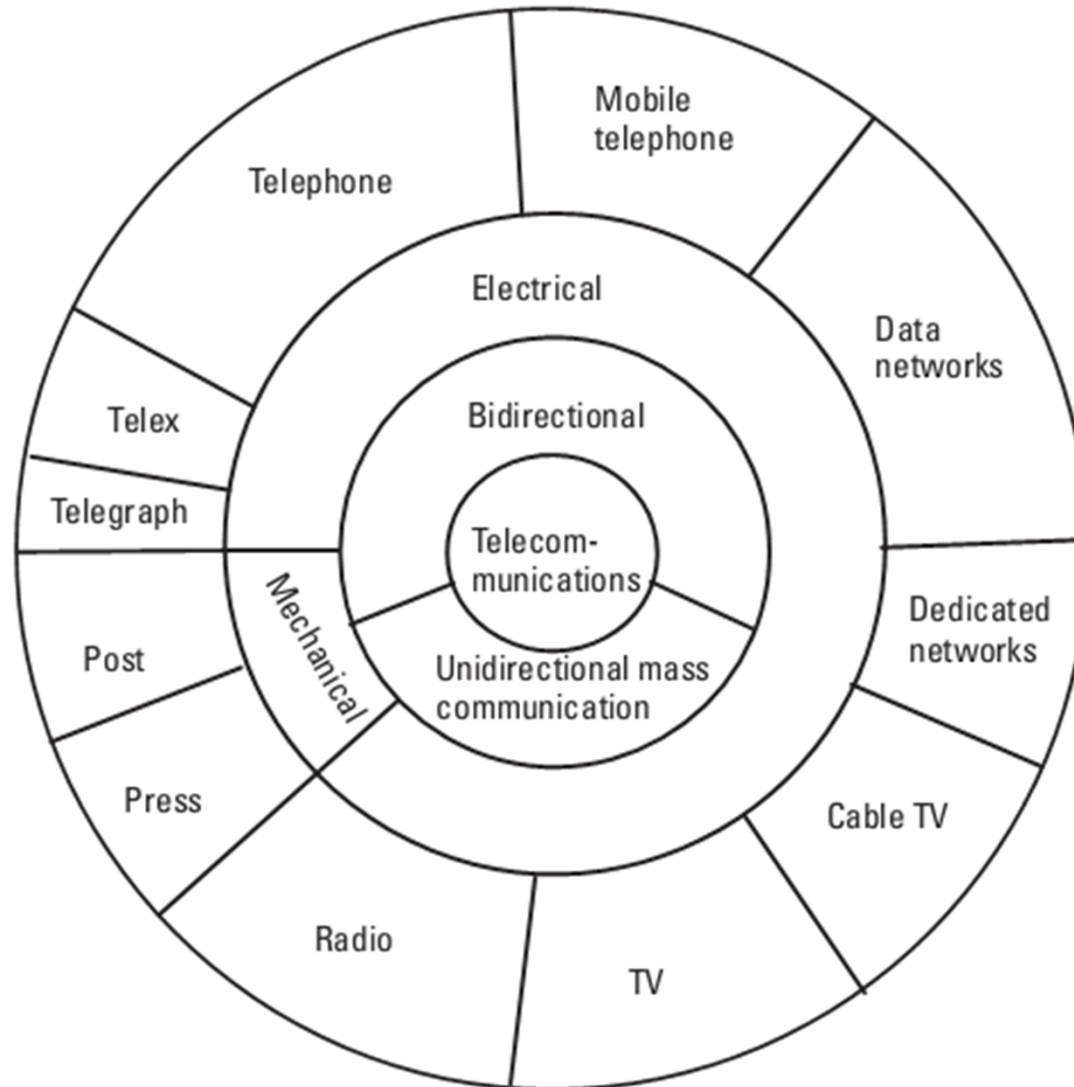 Mobile
telephone
Telephone
Electrical
Data
networks
Bidirectional
Telex
Telegraph
Telecom-
munications
Mechanical
Dedicated
networks
Post
Unidirectional mass
communication
Press
Cable TV
Radio
TV